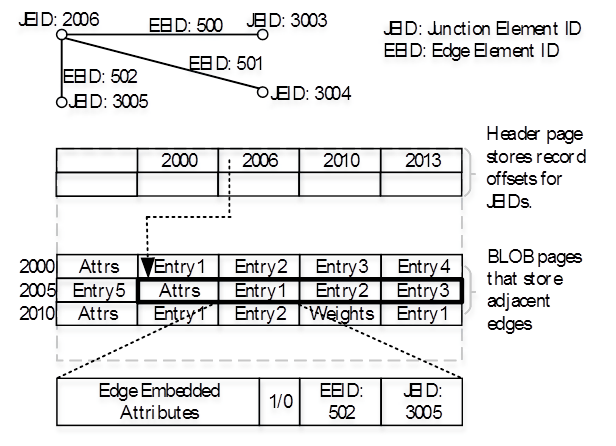 JEID: 2006
EEID: 500
JEID: 3003
EEID: 501
EEID: 502
JEID: 3005
JEID: 3004
JEID: Junction Element ID
EEID: Edge Element ID
2000 2006 2010 2013
Header page
stores record
offsets for
JEIDs.
2000 Attrs Entry1 Entry2 Entry3 Entry4
2005 Entry5 Attrs Entry1 Entry2 Entry3
2010 Attrs Entry1 Entry2 Weights Entry1
BLOB pages
that store
adjacent
edges
Edge Embedded
Attributes
1/0
EEID:
502
JEID:
3005